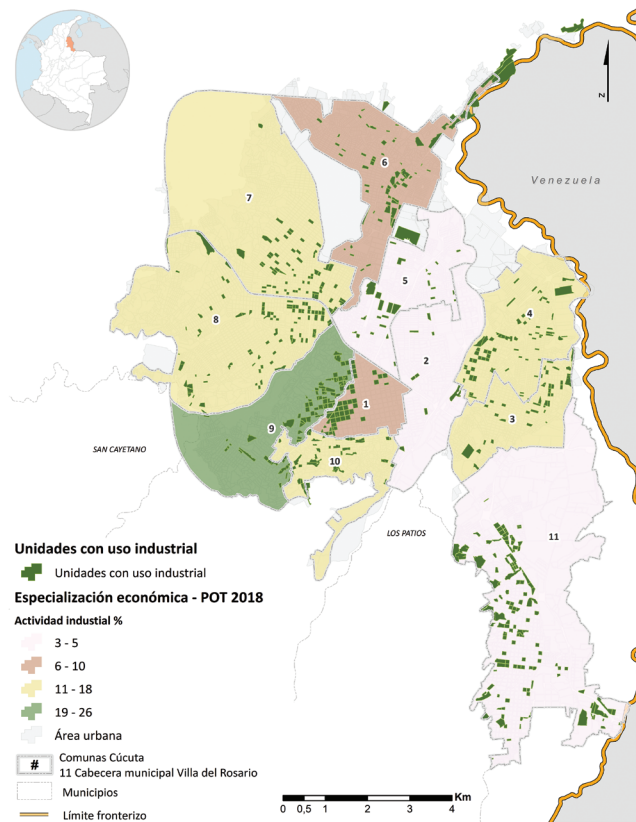 N
Venezuela
6
7
5
4
8
2
1
3
9
10
SAN CAYETANO
LOS PATIOS
11
Unidades con uso industrial
Unidades con uso industrial
Especialización económica - POT 2018
Actividad industial %
3 - 5
6 - 10
11 - 18
19 - 26
Área urbana
# Comunas Cúcuta
11 Cabecera municipal Villa del Rosario
Municipios
Límite fronterizo
Km
0 0,5 1 2 3 4